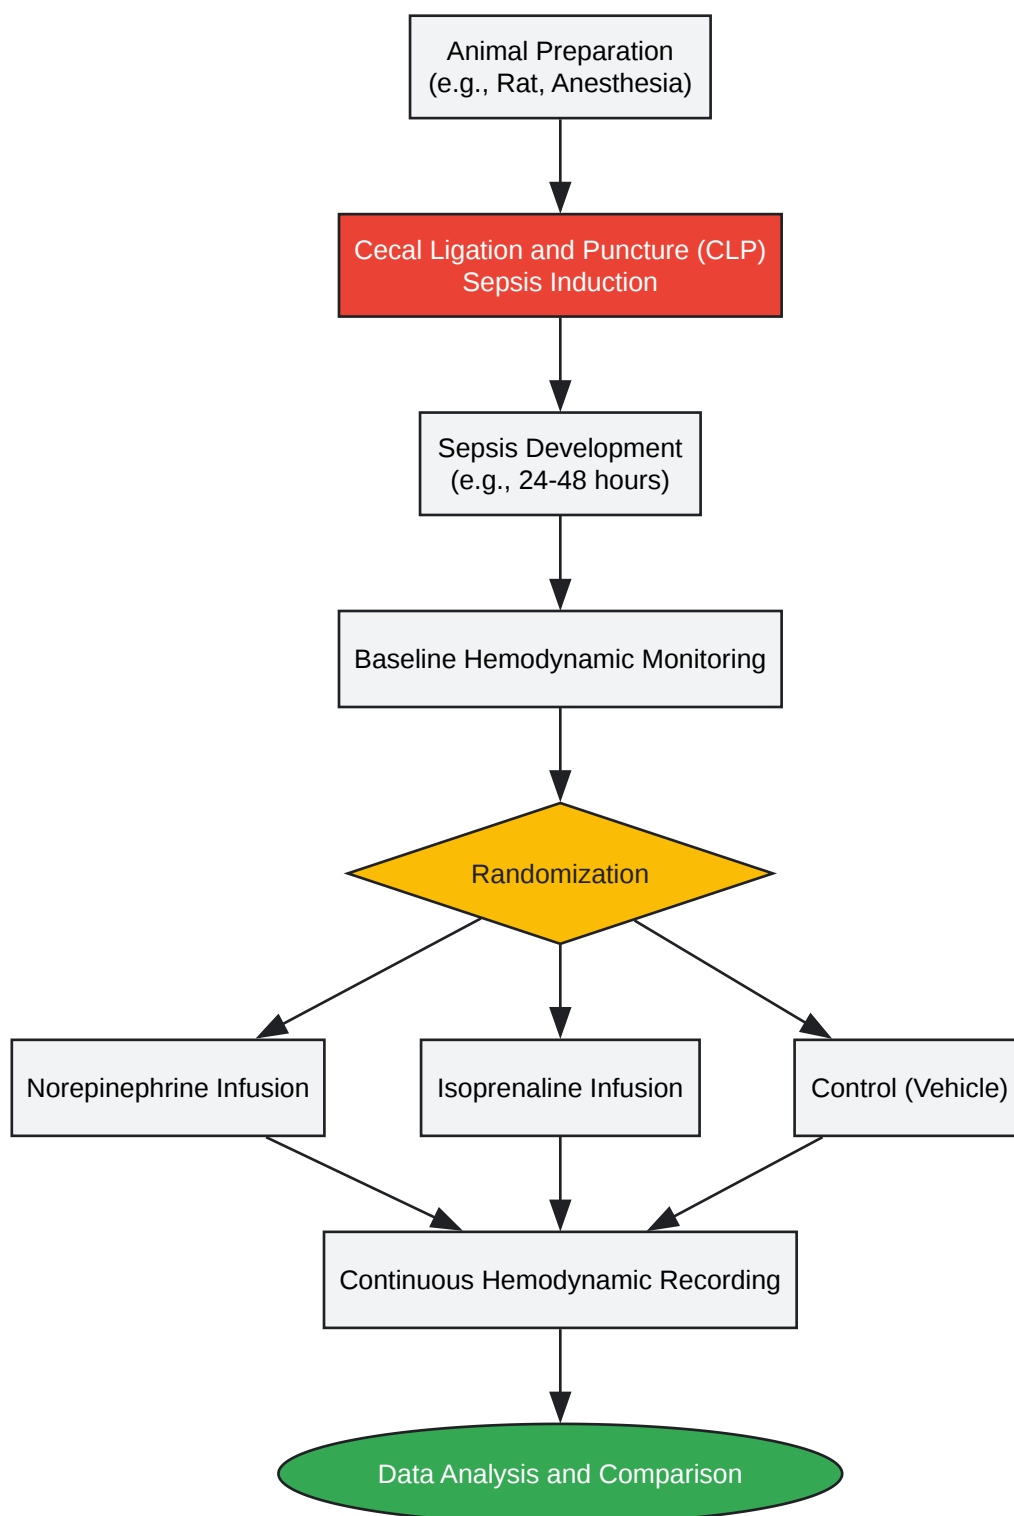 Animal Preparation
(e.g., Rat, Anesthesia)
Cecal Ligation and Puncture (CLP)
Sepsis Induction
Sepsis Development
(e.g., 24-48 hours)
Baseline Hemodynamic Monitoring
Randomization
Norepinephrine Infusion
Isoprenaline Infusion
Control (Vehicle)
Continuous Hemodynamic Recording
Data Analysis and Comparison